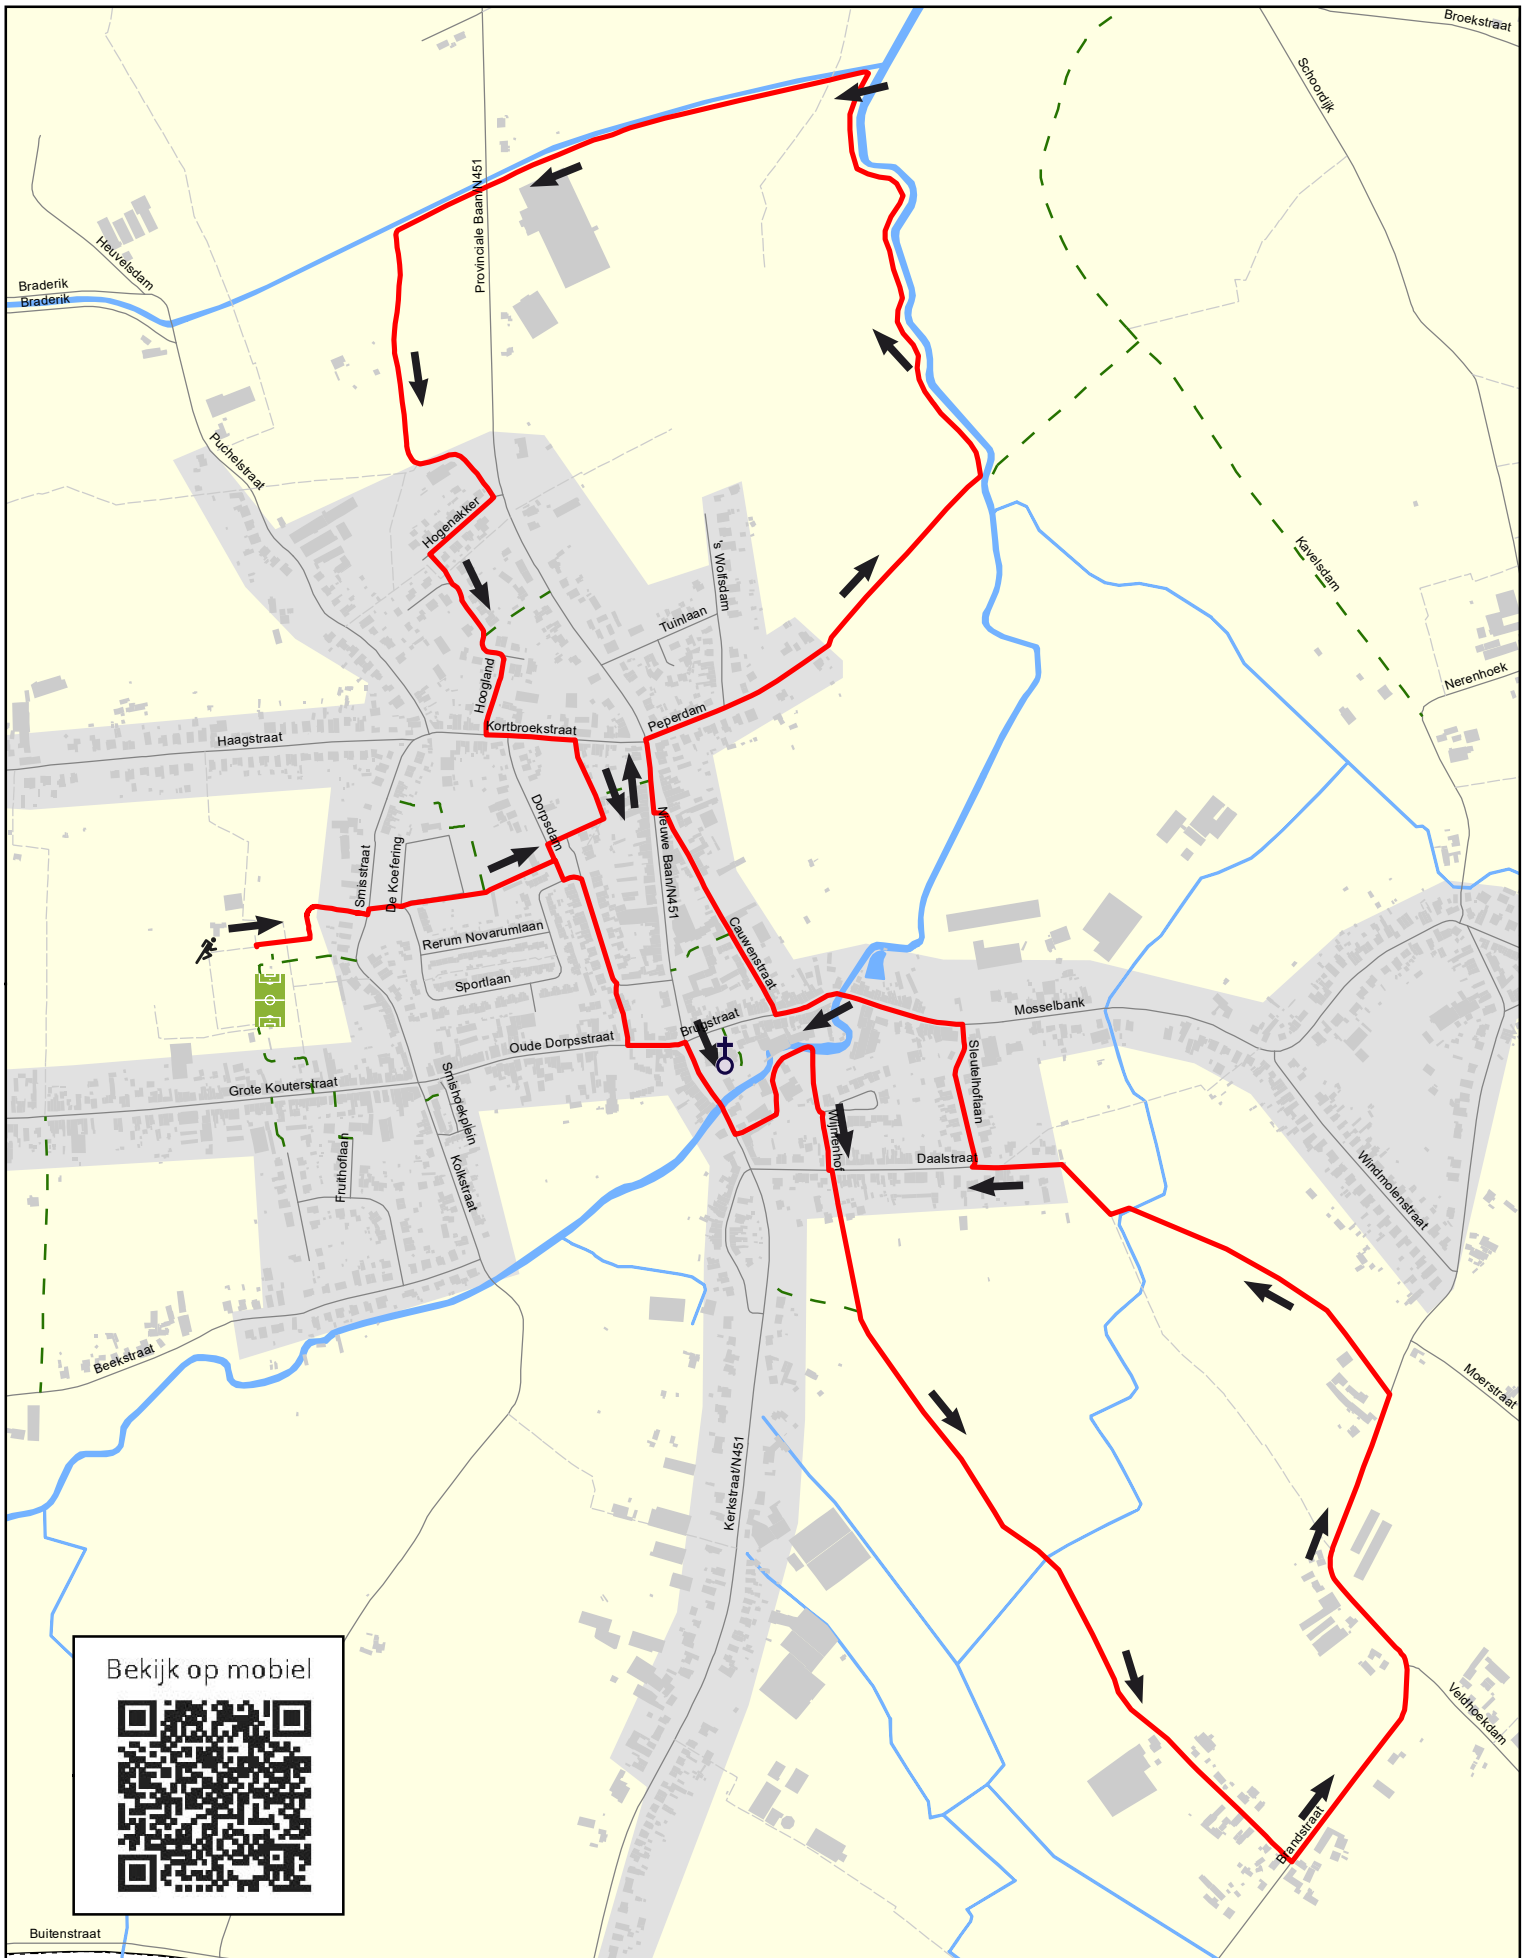 Broekstraat
Schoordijk
Provinciale Baan/N451
Heuvelsdam
Braderik
Braderik
Puchelstraat
Hogenakker
's Wolfsdam
Kavelsdam
Tuinlaan
Nerenhoek
Hoogland
Peperdam
Kortbroekstraat
Haagstraat
Dorpsdam
Nieuwe Baan/N451
Smisstraat
De Koefering
Cauwenstraat
Rerum Novarumlaan
Sportlaan
Mosselbank
Brugstraat
Oude Dorpsstraat
Sleutelhoflaan
Grote Kouterstraat
Smishoekplein
Wijmenhof
Daalstraat
Fruithoflaan
Kolkstraat
Windmolenstraat
Beekstraat
Moerstraat
Kerkstraat/N451
Bekijk op mobiel
Veldhoekdam
Brandstraat
Buitenstraat